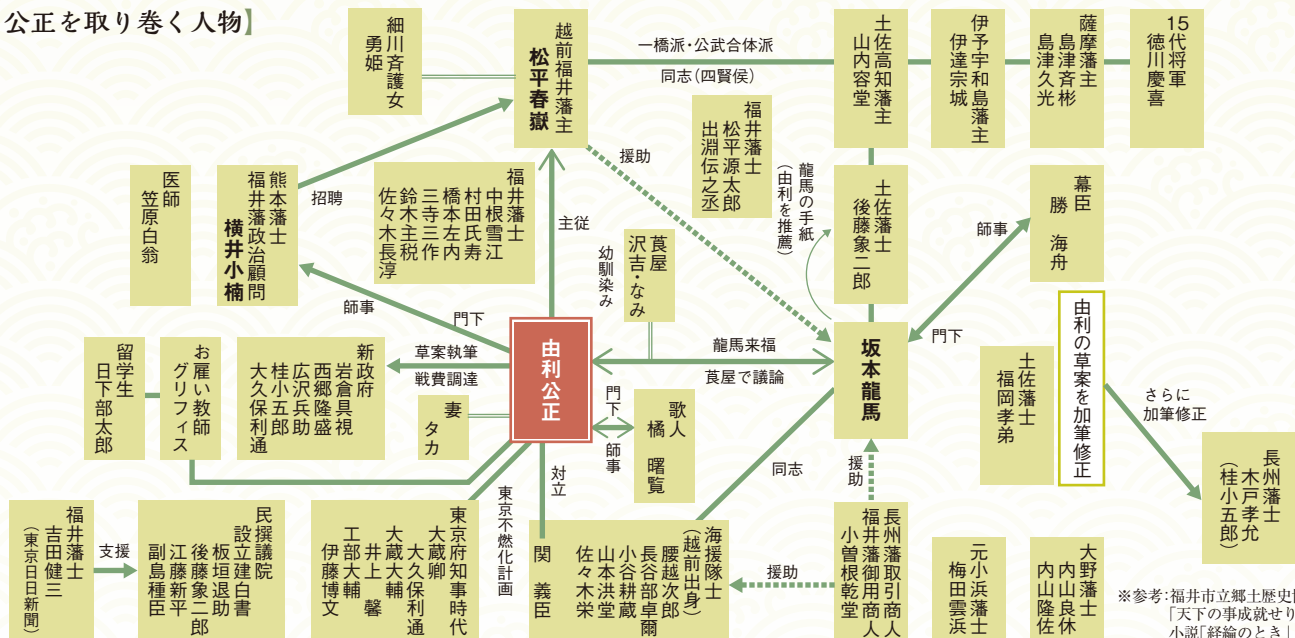 公正を取り巻く人物】
細川斉護女
勇姫
越前福井藩主
松平春嶽
一橋派・公武合体派
同志(四賢侯)
土佐高知藩主
山内容堂
伊予宇和島藩主
伊達宗城
薩摩藩主
島津斉彬
島津久光
15代将軍
徳川慶喜
医師
笠原白翁
熊本藩士
福井藩政治顧問
横井小楠
招聘
福井藩士
中根雪江
村田氏寿
橋本左内
三寺三作
鈴木主税
佐々木長淳
主従
援助
福井藩士
松平源太郎
出淵伝之丞
龍馬の手紙
(由利を推薦)
土佐藩士
後藤象二郎
幕臣
勝 海舟
師事
門下
莨屋
沢吉・なみ
幼馴染み
師事
門下
由利公正
龍馬来福
莨屋で議論
坂本龍馬
土佐藩士
福岡孝弟
由利の草案を加筆修正
さらに
加筆修正
長州藩士
木戸孝允
(桂小五郎)
留学生
日下部太郎
お雇い教師
グリフィス
新政府
岩倉具視
西郷隆盛
広沢兵助
桂小五郎
大久保利通
草案執筆
戦費調達
妻
タカ
門下
師事
歌人
橘 曙覧
対立
東京不燃化計画
同志
援助
福井藩士
吉田健三
(東京日日新聞)
支援
民撰議院
設立建白書
板垣退助
後藤象二郎
江藤新平
副島種臣
東京府知事時代
大蔵卿
大久保利通
大蔵大輔
井上 馨
工部大輔
伊藤博文
関 義臣
海援隊士
(越前出身)
腰越次郎
長谷部卓爾
小谷耕蔵
山本洪堂
佐々木栄
援助
長州藩取引商人
福井藩御用商人
小曽根乾堂
元小浜藩士
梅田雲浜
大野藩士
内山良休
内山隆佐
※参考:福井市立郷土歴史博
「天下の事成就せり
小説「経綸のとき」